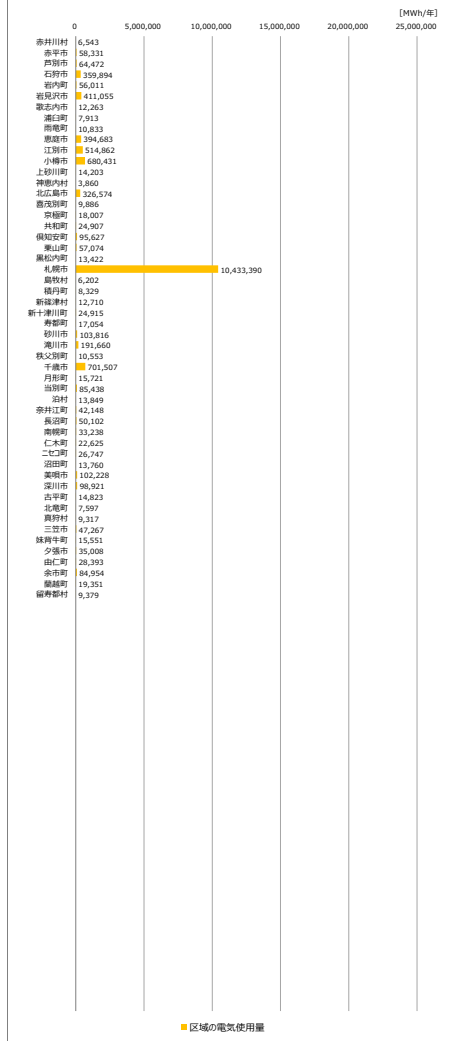 [MWh/年]
0 5,000,000 10,000,000 15,000,000 20,000,000 25,000,000
赤井川村 6,543
赤平市 58,331
芦別市 64,472
石狩市 359,894
岩内町 56,011
岩見沢市 411,055
歌志内市 12,263
浦臼町 7,913
雨竜町 10,833
恵庭市 394,683
江別市 514,862
小樽市 680,431
上砂川町 14,203
神恵内村 3,860
北広島市 326,574
喜茂別町 9,886
京極町 18,007
共和町 24,907
倶知安町 95,627
栗山町 57,074
黒松内町 13,422
札幌市 10,433,390
島牧村 6,202
積丹町 8,329
新篠津村 12,710
新十津川町 24,915
寿都町 17,054
砂川市 103,816
滝川市 191,660
秩父別町 10,553
千歳市 701,507
月形町 15,721
当別町 85,438
泊村 13,849
奈井江町 42,148
長沼町 50,102
南幌町 33,238
仁木町 22,625
ニセコ町 26,747
沼田町 13,760
美唄市 102,228
深川市 98,921
古平町 14,823
北竜町 7,597
真狩村 9,317
三笠市 47,267
妹背牛町 15,551
夕張市 35,008
由仁町 28,393
余市町 84,954
蘭越町 19,351
留寿都村 9,379
区域の電気使用量